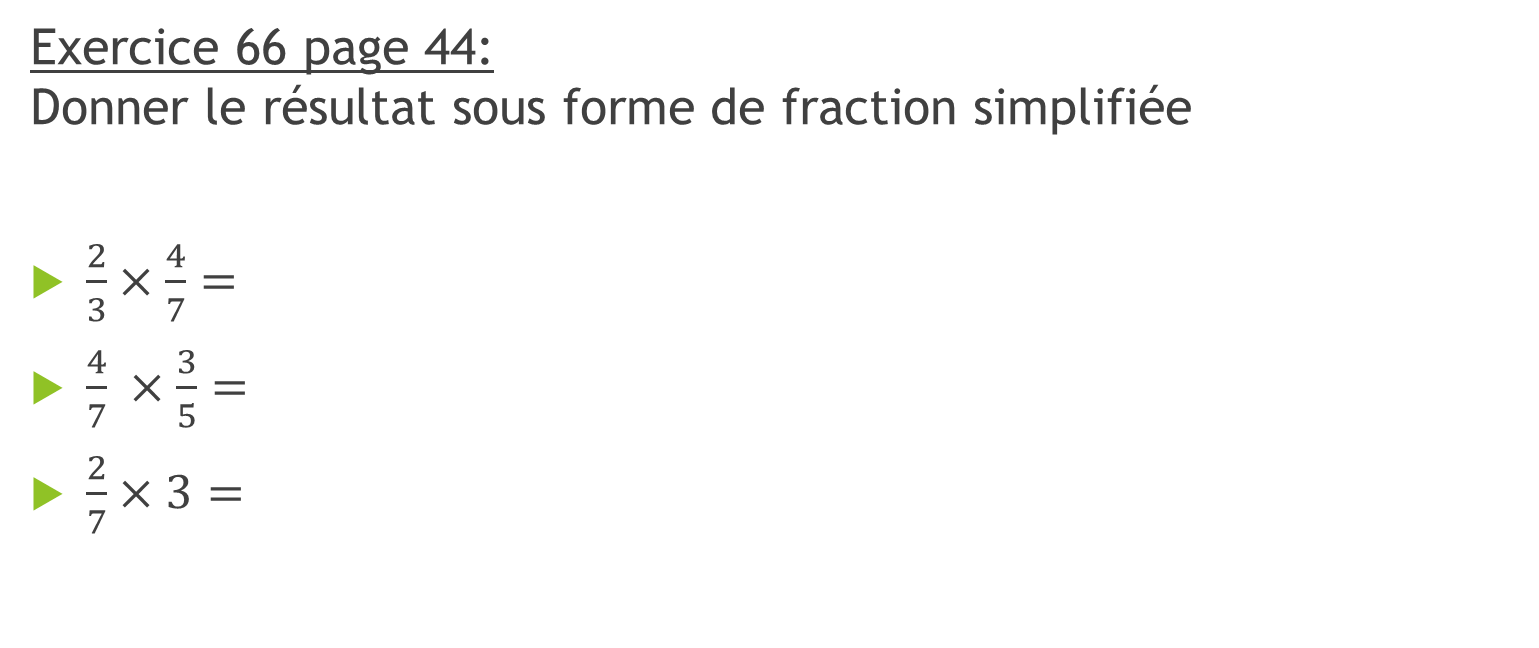 Exercice 66 page 44:
Donner le résultat sous forme de fraction simplifiée
▶ 2/3 × 4/7 =
▶ 4/7 × 3/5 =
▶ 2/7 × 3 =